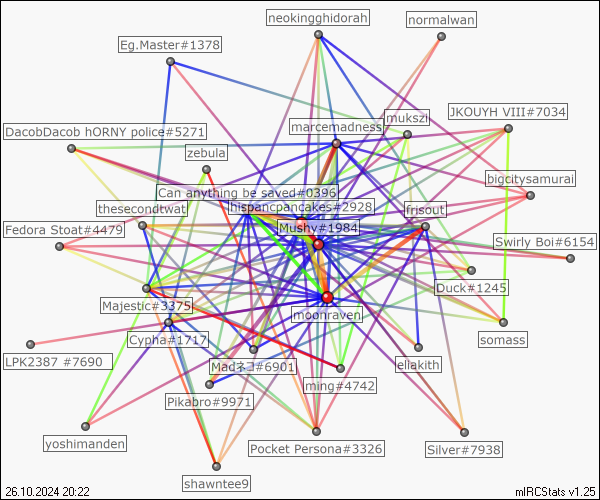 neokingghidorah
normalwan
Eg.Master#1378
JKOUYH VIII#7034
mukszi
marcemadness
DacobDacob hORNY police#5271
zebula
bigcitysamurai
Can anything be saved#0396
hispancpancakes#2928
thesecondtwat
frisout
Fedora Stoat#4479
Mushy#1984
Swirly Boi#6154
Duck#1245
Majestic#3375
moonraven
Cypha#1717
somass
LPK2387 #7690
Madネコ#6901
eliakith
ming#4742
Pikabro#9971
yoshimanden
Pocket Persona#3326
Silver#7938
shawntee9
26.10.2024 20:22
mIRCStats v1.25